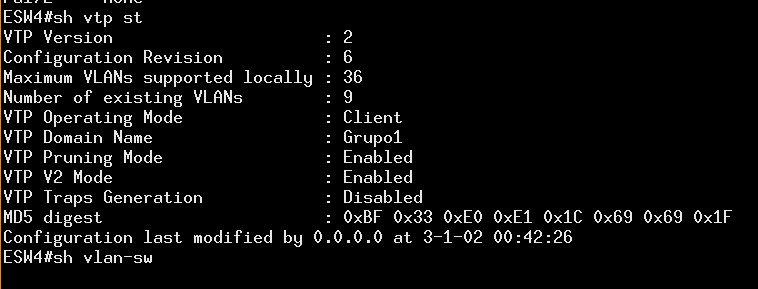 ESW4#sh vtp st
VTP Version                     : 2
Configuration Revision          : 6
Maximum VLANs supported locally : 36
Number of existing VLANs        : 9
VTP Operating Mode              : Client
VTP Domain Name                 : Grupo1
VTP Pruning Mode                : Enabled
VTP V2 Mode                     : Enabled
VTP Traps Generation            : Disabled
MD5 digest                      : 0xBF 0x33 0xE0 0xE1 0x1C 0x69 0x69 0x1F
Configuration last modified by 0.0.0.0 at 3-1-02 00:42:26
ESW4#sh vlan-sw